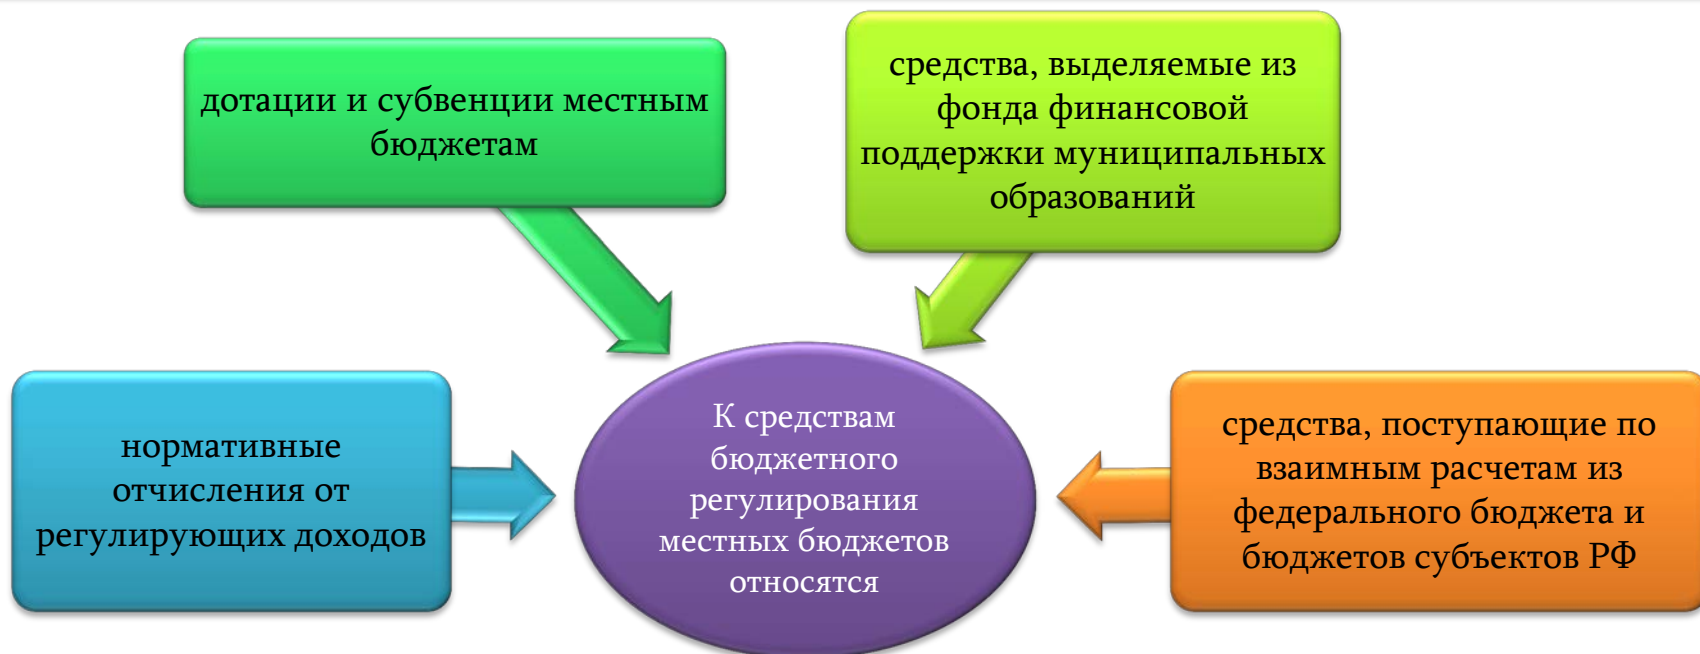 дотации и субвенции местным
бюджетам
средства, выделяемые из
фонда финансовой
поддержки муниципальных
образований
нормативные
отчисления от
регулирующих доходов
К средствам
бюджетного
регулирования
местных бюджетов
относятся
средства, поступающие по
взаимным расчетам из
федерального бюджета и
бюджетов субъектов РФ